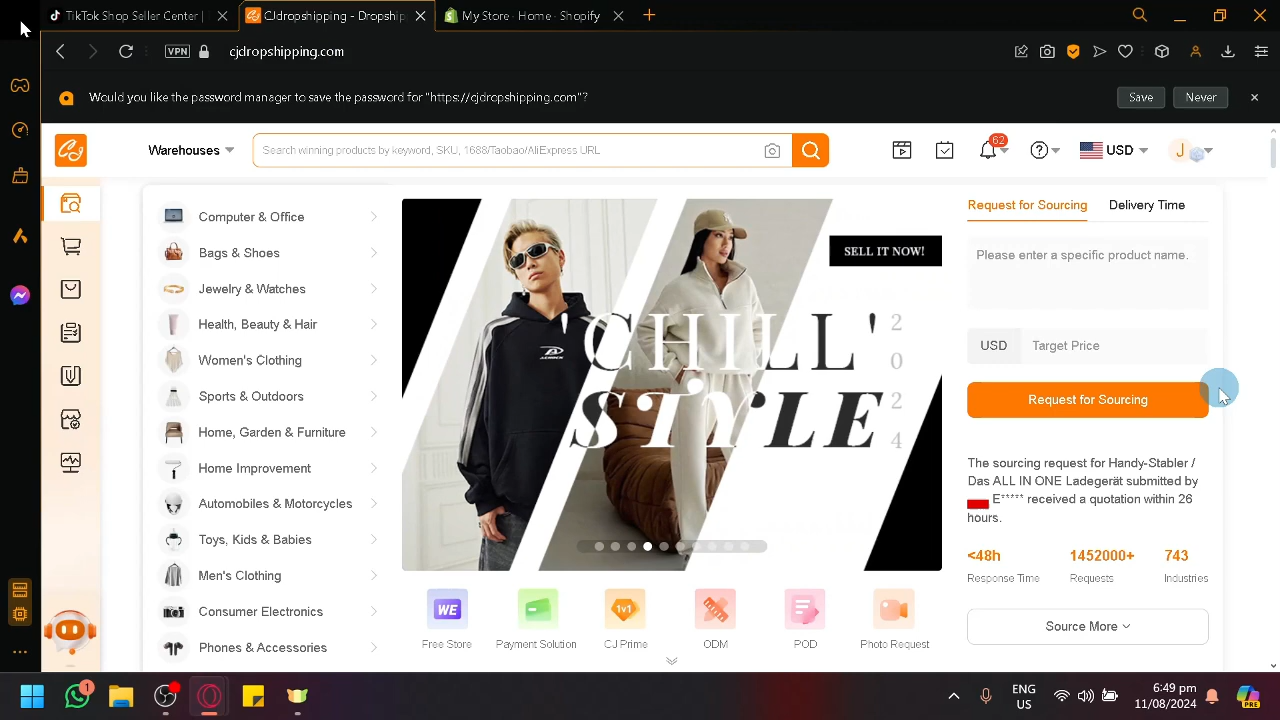 TikTok Shop Seller Center |
CJdropshipping - Dropship
My Store · Home · Shopify
VPN
cjdropshipping.com
Would you like the password manager to save the password for "https://cjdropshipping.com"?
Save
Never
Warehouses
Search winning products by keyword, SKU, 1688/Taobao/AliExpress URL
62
USD
J
Computer & Office
Bags & Shoes
Jewelry & Watches
Health, Beauty & Hair
Women's Clothing
Sports & Outdoors
Home, Garden & Furniture
Home Improvement
Automobiles & Motorcycles
Toys, Kids & Babies
Men's Clothing
Consumer Electronics
Phones & Accessories
SELL IT NOW!
'CHILL'
STYLE
2
0
2
4
WE
Free Store
Payment Solution
1v1
CJ Prime
ODM
POD
Photo Request
Request for Sourcing
Delivery Time
Please enter a specific product name.
USD
Target Price
Request for Sourcing
The sourcing request for Handy-Stabler /
Das ALL IN ONE Ladegerät submitted by
E***** received a quotation within 26
hours.
<48h
1452000+
743
Response Time
Requests
Industries
Source More
1
ENG
US
6:49 pm
11/08/2024
PRE